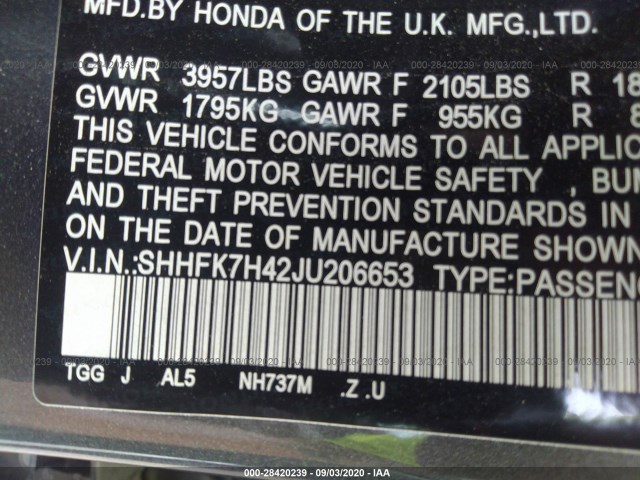 MFD.BY HONDA OF THE U.K. MFG.,LTD.
GVWR 3957LBS GAWR F 2105LBS R 18
GVWR 1795KG GAWR F 955KG R 8
THIS VEHICLE CONFORMS TO ALL APPLIC
FEDERAL MOTOR VEHICLE SAFETY , BUM
AND THEFT PREVENTION STANDARDS IN
ON THE DATE OF MANUFACTURE SHOWN
V.I.N.:SHHFK7H42JU206653 TYPE:PASSENG
TGG J AL5 NH737M .Z .U
000-28420239 - 09/03/2020 - IAA